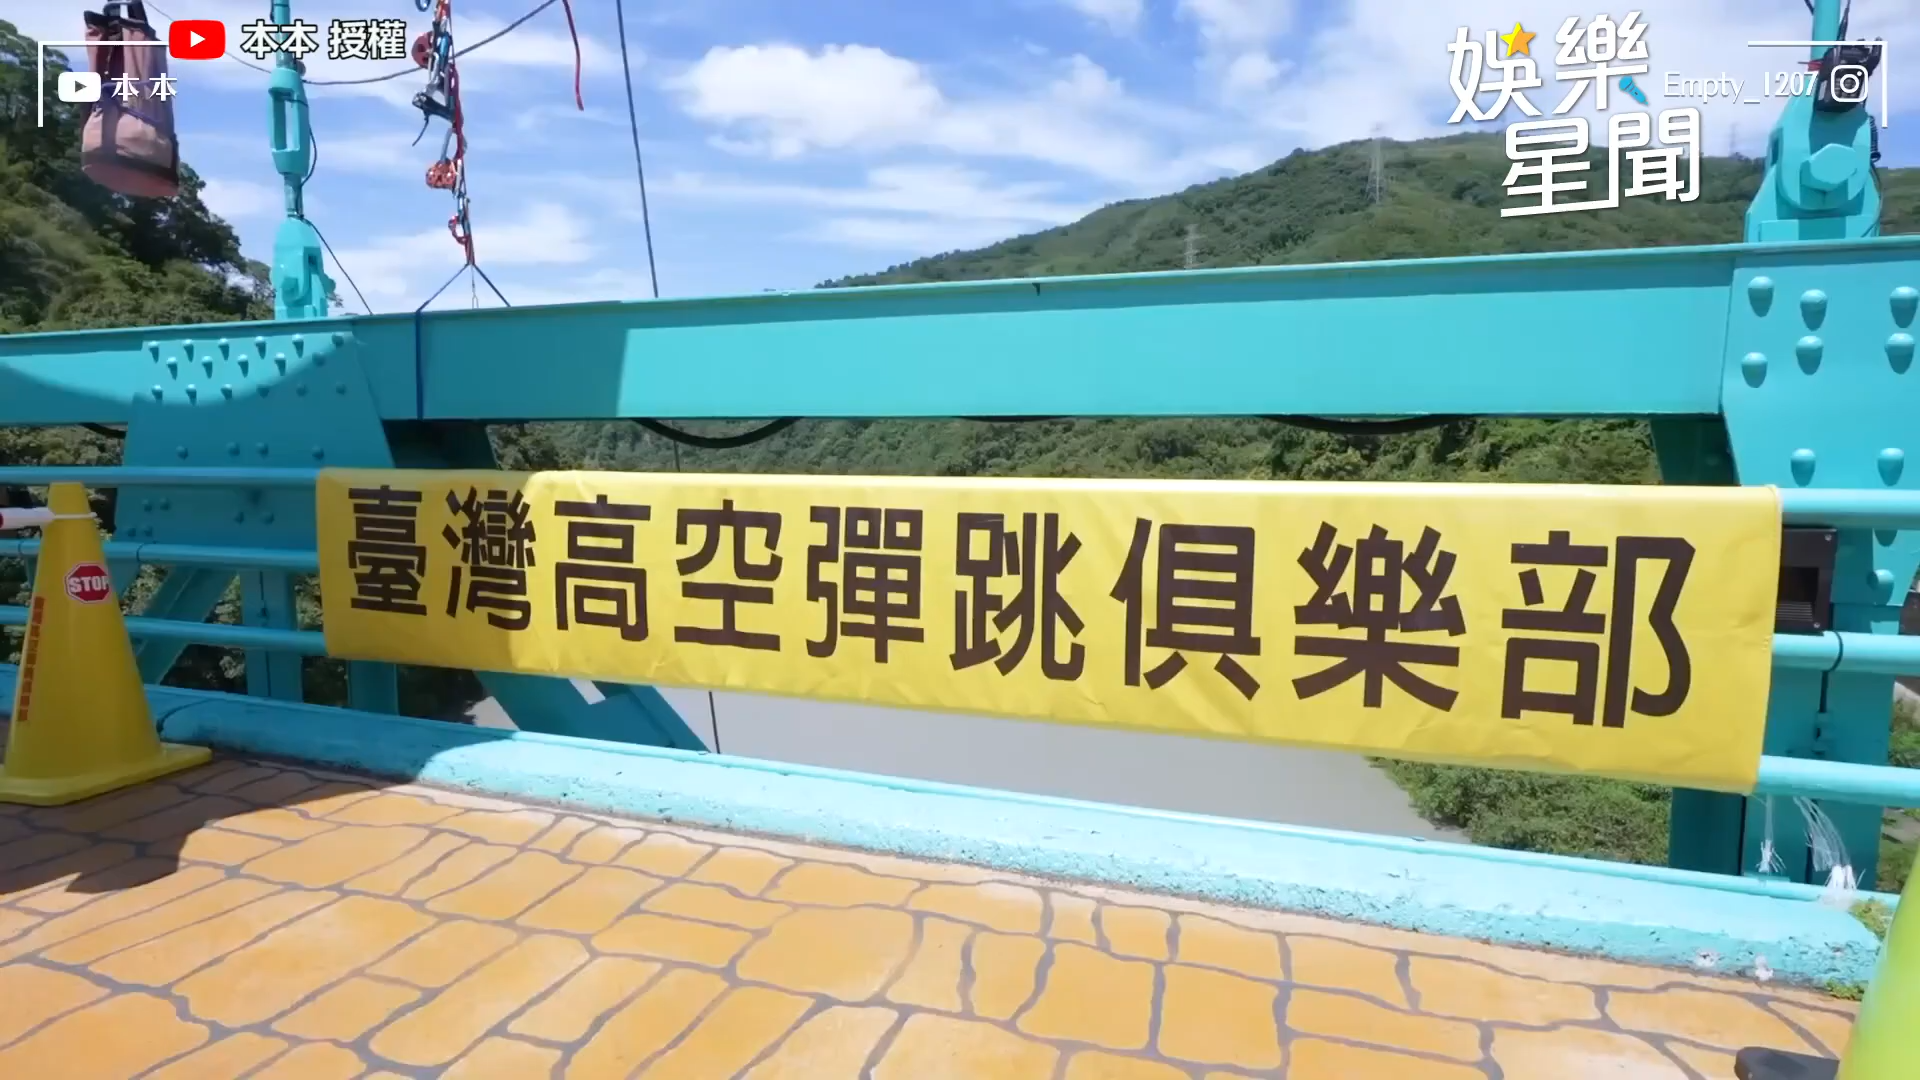 本本 授權
本本
娛樂
星聞
Empty_1207
臺灣高空彈跳俱樂部
STOP